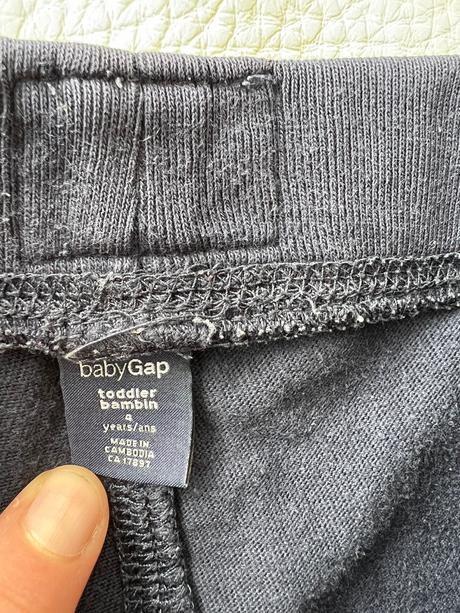 babyGap
toddler
bambin
4
years/ans
MADE IN
CAMBODIA
CA 17897